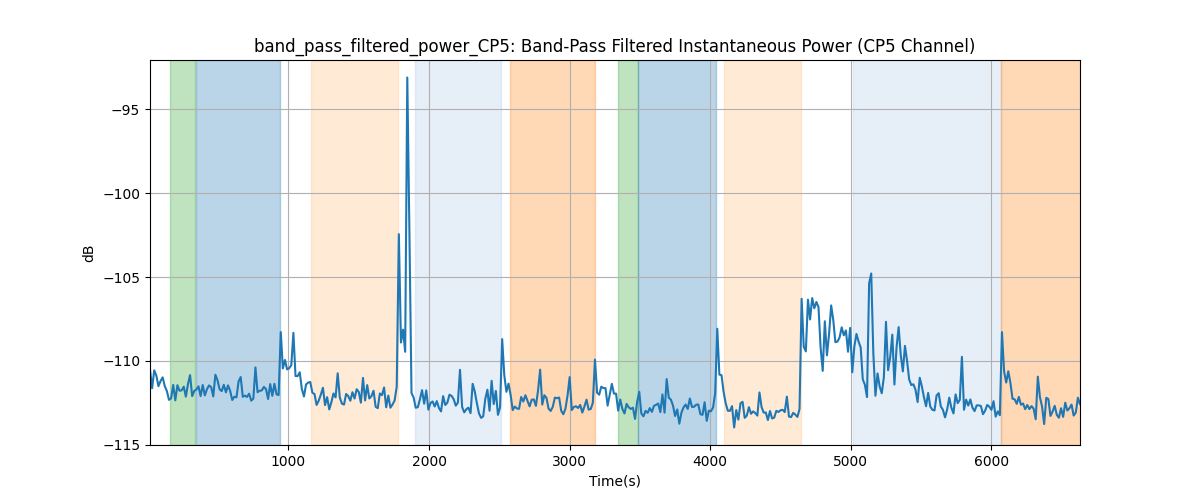 band_pass_filtered_power_CP5: Band-Pass Filtered Instantaneous Power (CP5 Channel)
dB
−95
−100
−105
−110
−115
1000 2000 3000 4000 5000 6000
Time(s)